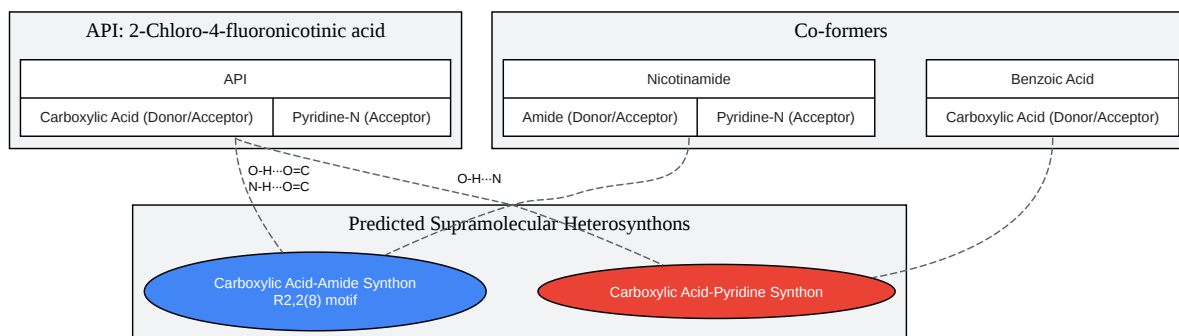 API: 2-Chloro-4-fluoronicotinic acid
API
Carboxylic Acid (Donor/Acceptor)
Pyridine-N (Acceptor)
Co-formers
Nicotinamide
Amide (Donor/Acceptor)
Pyridine-N (Acceptor)
Benzoic Acid
Carboxylic Acid (Donor/Acceptor)
O-H···O=C
N-H···O=C
O-H···N
Predicted Supramolecular Heterosynthons
Carboxylic Acid-Amide Synthon
R2,2(8) motif
Carboxylic Acid-Pyridine Synthon